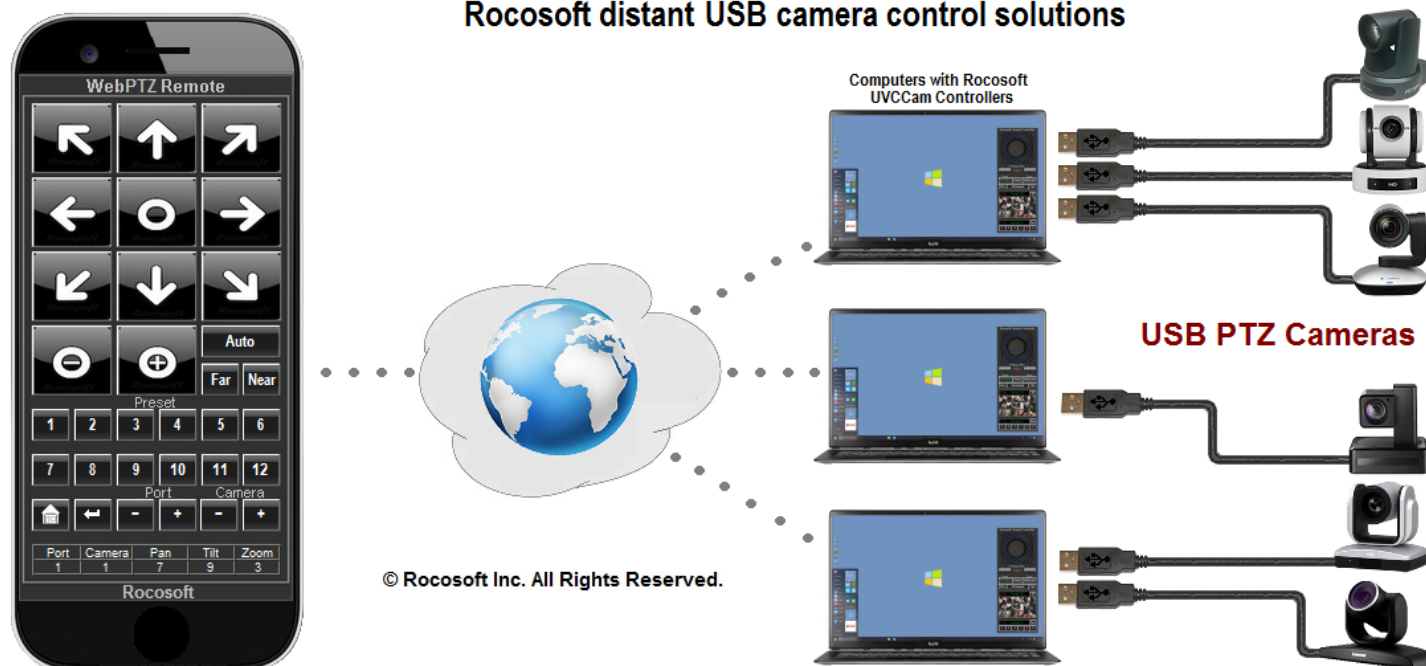 Rocosoft distant USB camera control solutions
WebPTZ Remote
Rocosoft
Auto
Far Near
Preset
1 2 3 4 5 6
7 8 9 10 11 12
Port Camera
- + - +
Port Camera Pan Tilt Zoom
1 1 7 9 3
Rocosoft
Computers with Rocosoft
UVCCam Controllers
USB PTZ Cameras
© Rocosoft Inc. All Rights Reserved.